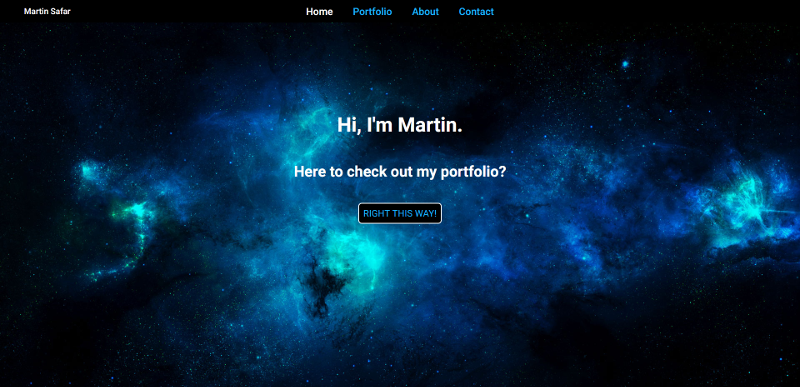 Martin Safar
Home Portfolio About Contact
Hi, I'm Martin.
Here to check out my portfolio?
RIGHT THIS WAY!